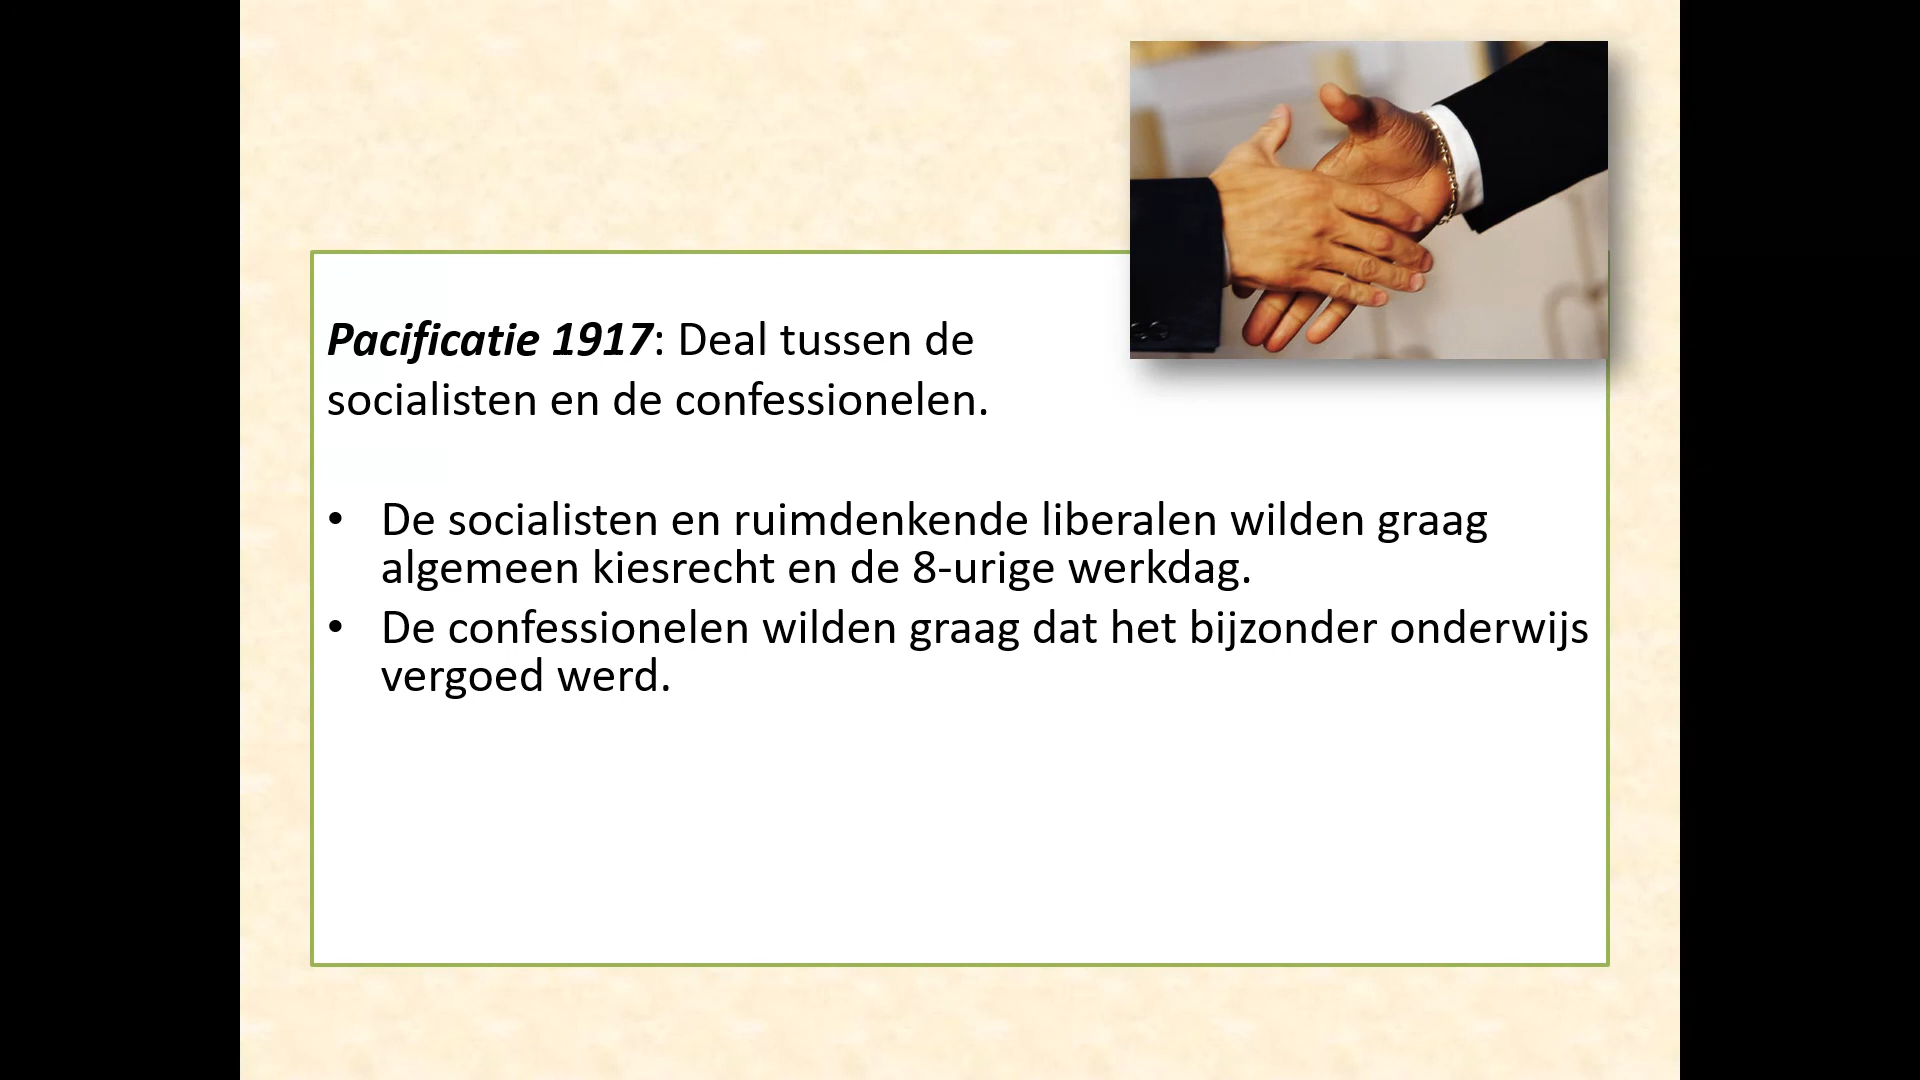 Pacificatie 1917: Deal tussen de
socialisten en de confessionelen.
• De socialisten en ruimdenkende liberalen wilden graag
algemeen kiesrecht en de 8-urige werkdag.
• De confessionelen wilden graag dat het bijzonder onderwijs
vergoed werd.